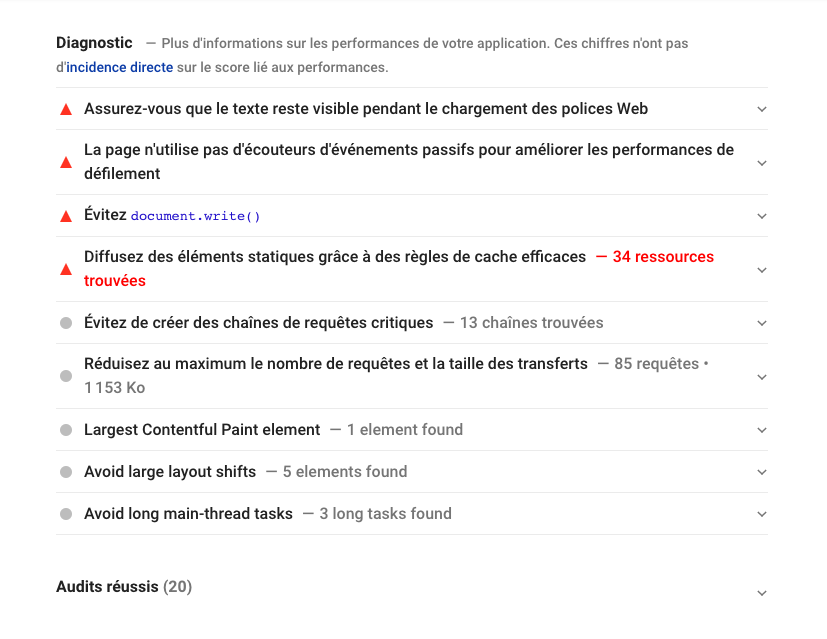 Diagnostic — Plus d'informations sur les performances de votre application. Ces chiffres n'ont pas
d'incidence directe sur le score lié aux performances.
Assurez-vous que le texte reste visible pendant le chargement des polices Web
La page n'utilise pas d'écouteurs d'événements passifs pour améliorer les performances de
défilement
Évitez document.write()
Diffusez des éléments statiques grâce à des règles de cache efficaces — 34 ressources
trouvées
Évitez de créer des chaînes de requêtes critiques — 13 chaînes trouvées
Réduisez au maximum le nombre de requêtes et la taille des transferts — 85 requêtes •
1 153 Ko
Largest Contentful Paint element — 1 element found
Avoid large layout shifts — 5 elements found
Avoid long main-thread tasks — 3 long tasks found
Audits réussis (20)